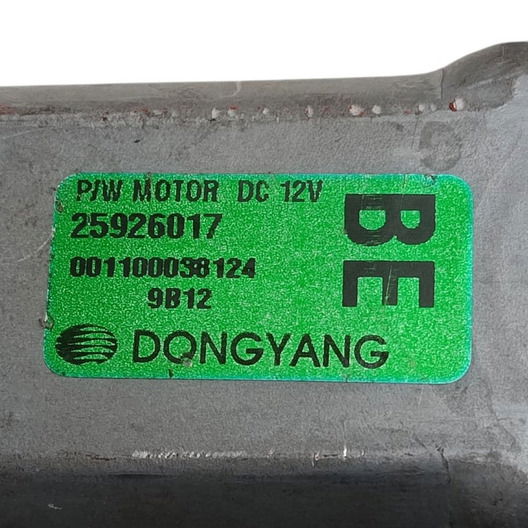 P/W MOTOR DC 12V
25926017
001100038124
9B12
DONGYANG
BE